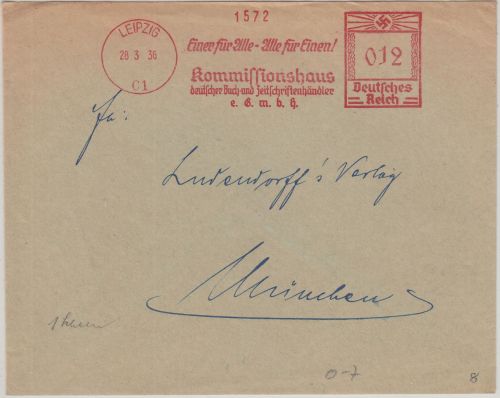 1572
LEIPZIG
28 3 36
C1
Einer für Alle - Alle für Einen!
Kommissionshaus
deutscher Buch- und Zeitschriftenhändler
e. G. m. b. H.
012
Deutsches
Reich
Fa:
Ludendorff's Verlag
München
0-7
8